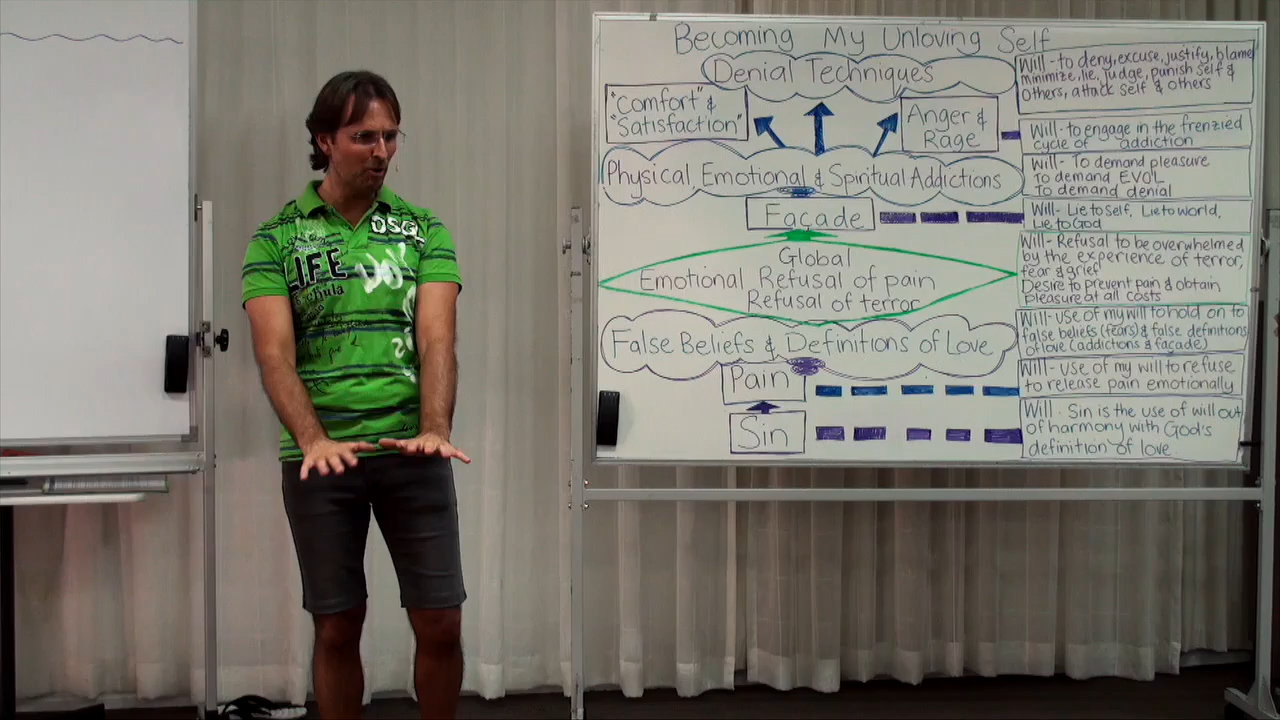 Becoming My Unloving Self
Denial Techniques
"Comfort" &
"Satisfaction"
Anger &
Rage
Physical Emotional & Spiritual Addictions
Façade
Global
Emotional Refusal of pain
Refusal of terror
False Beliefs & Definitions of Love
Pain
Sin
Will - to deny, excuse, justify, blame
minimize, lie, judge, punish self &
others, attack self & others
Will - to engage in the frenzied
cycle of addiction
Will - To demand pleasure
To demand EVOL
To demand denial
Will - Lie to Self, Lie to world,
Lie to God
Will - Refusal to be overwhelmed
by the experience of terror,
fear & grief
Desire to prevent pain & obtain
pleasure at all costs
Will - use of my will to hold on to
false beliefs (fears) & false definitions
of love (addictions & façade)
Will - use of my will to refuse
to release pain emotionally
Will - Sin is the use of will out
of harmony with God's
definition of love
LIFE